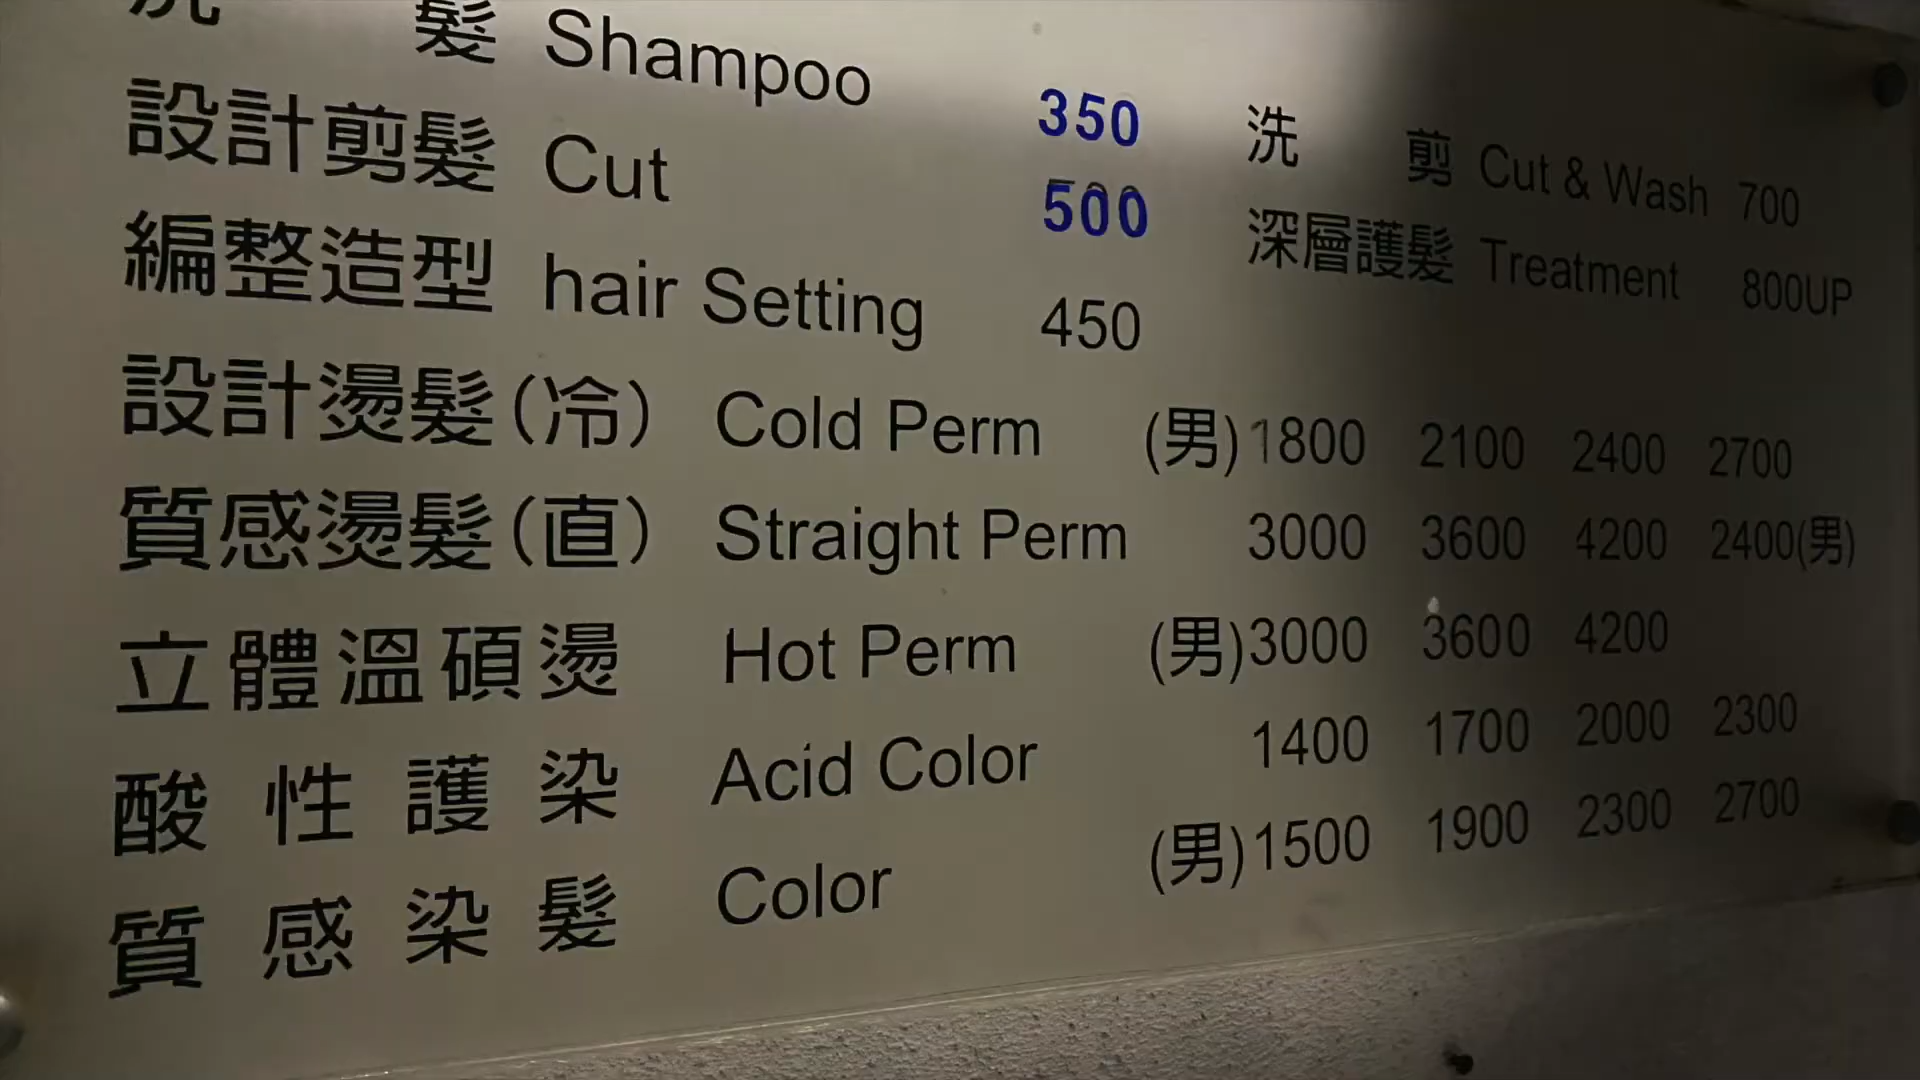 洗髮 Shampoo 350 洗剪 Cut & Wash 700
設計剪髮 Cut 500 深層護髮 Treatment 800UP
編整造型 hair Setting 450
設計燙髮(冷) Cold Perm (男)1800 2100 2400 2700
質感燙髮(直) Straight Perm 3000 3600 4200 2400(男)
立體溫碩燙 Hot Perm (男)3000 3600 4200
酸性護染 Acid Color 1400 1700 2000 2300
質感染髮 Color (男)1500 1900 2300 2700